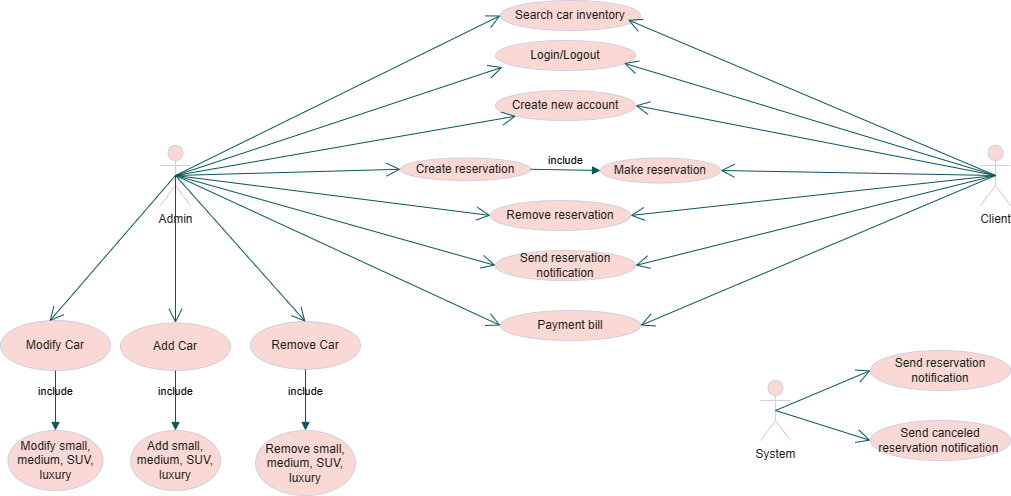 Search car inventory
Login/Logout
Create new account
Create reservation
include
Make reservation
Admin
Client
Remove reservation
Send reservation
notification
Payment bill
Modify Car
Add Car
Remove Car
include
include
include
Modify small,
medium, SUV,
luxury
Add small,
medium, SUV,
luxury
Remove small,
medium, SUV,
luxury
System
Send reservation
notification
Send canceled
reservation notification